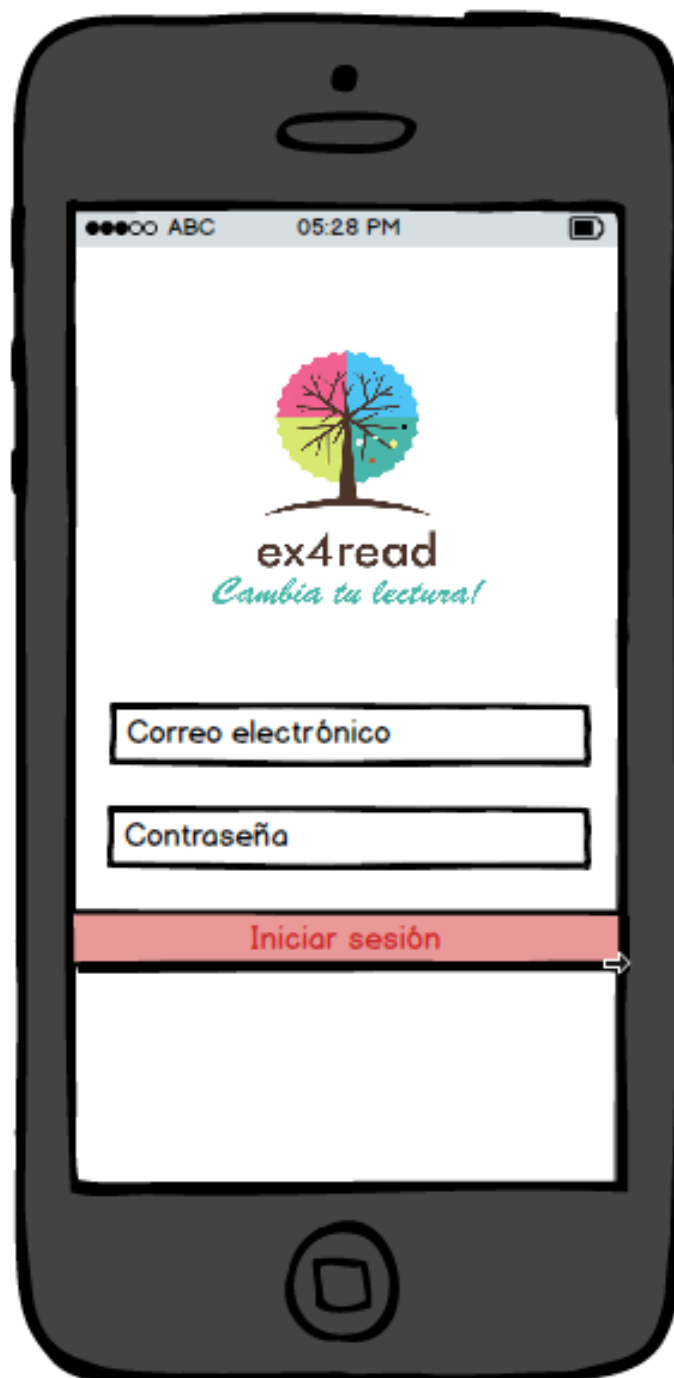 ABC 05:28 PM
ex4read
Cambia tu lectura!
Correo electrónico
Contraseña
Iniciar sesión